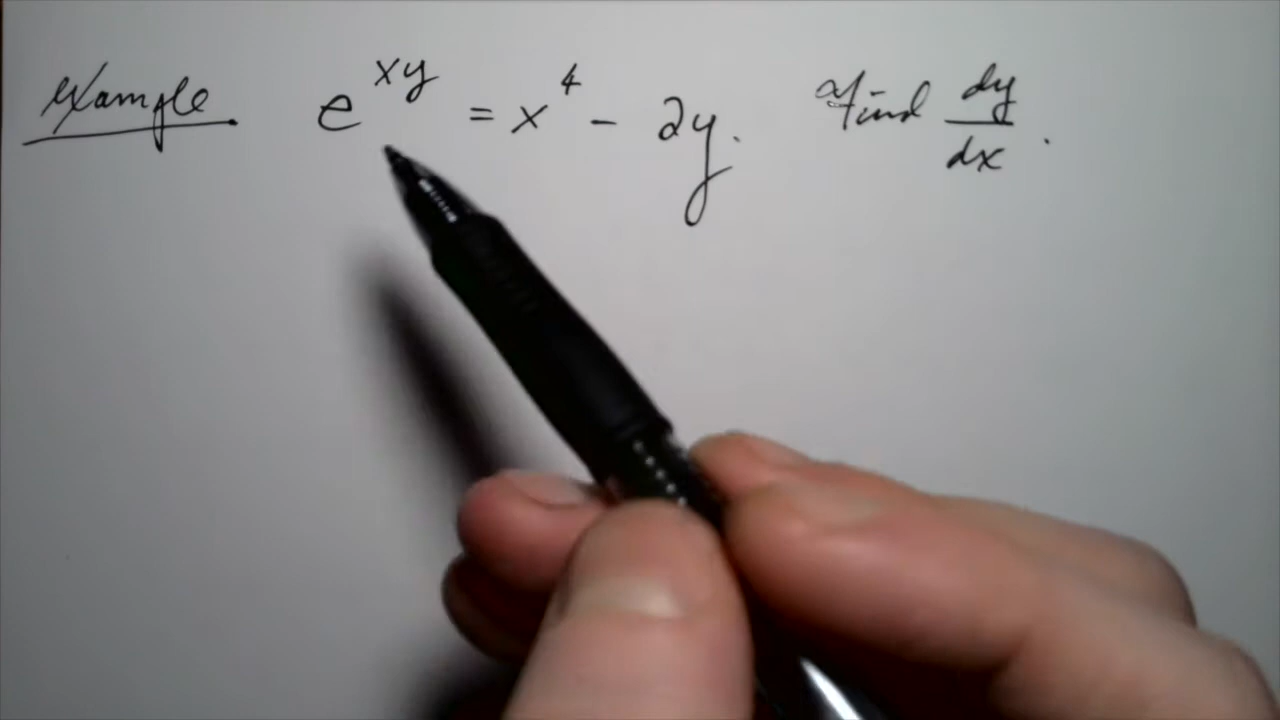 example e^{xy} = x^4 - 2y. find dy/dx.